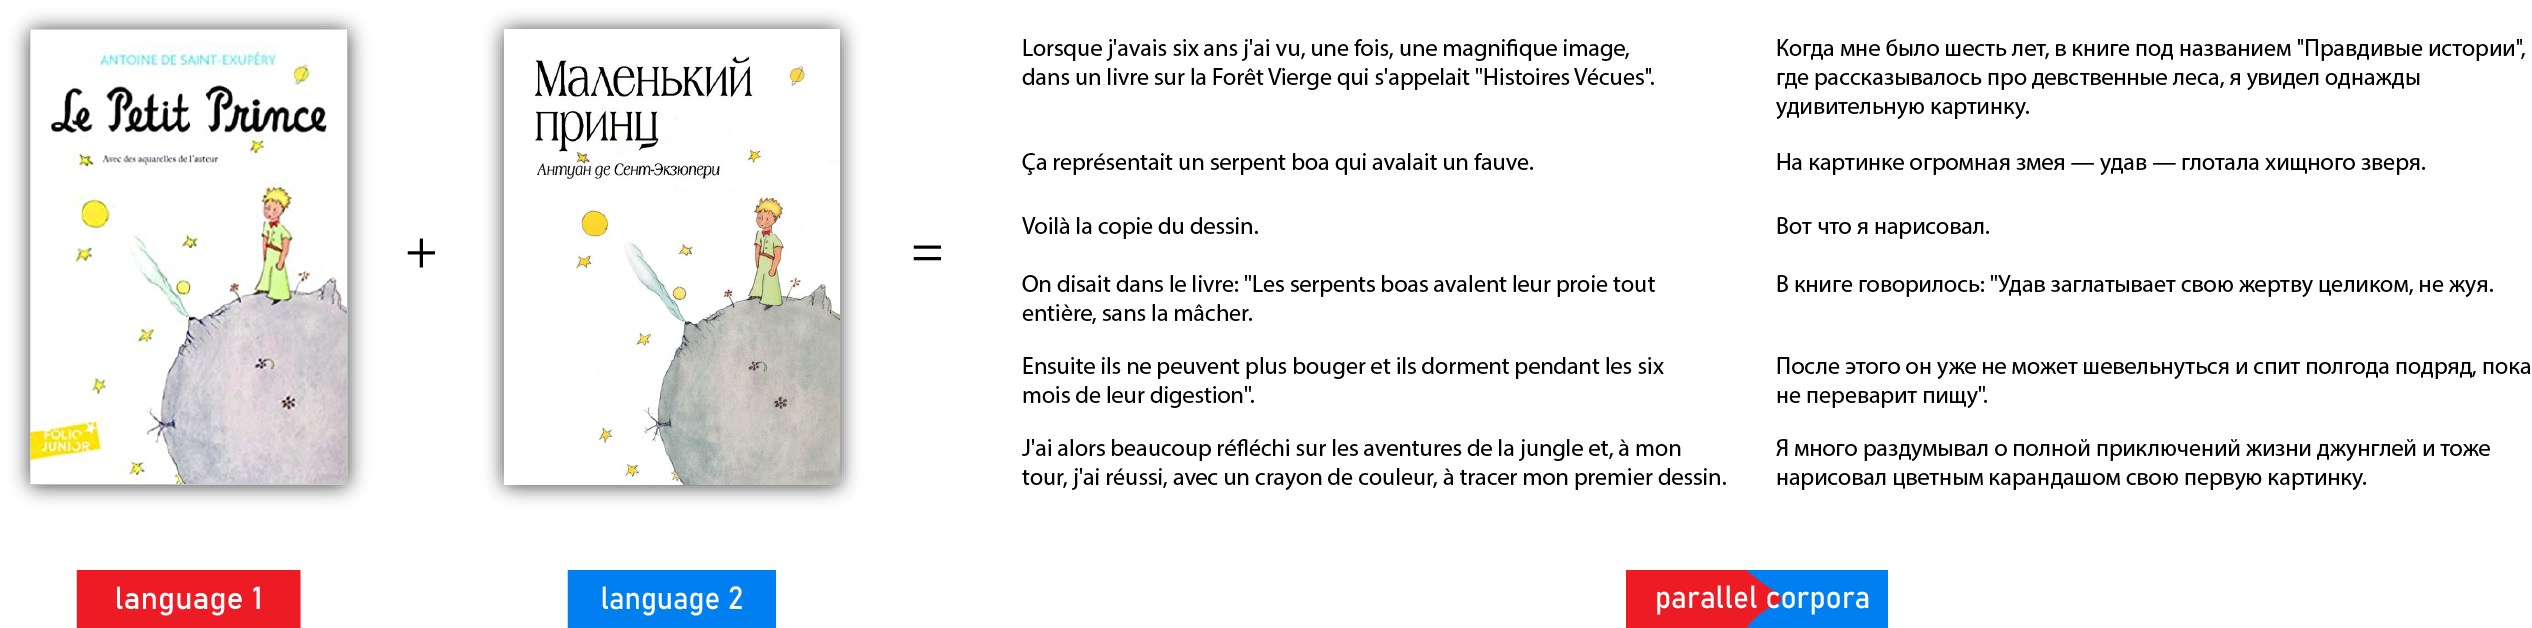 ANTOINE DE SAINT-EXUPÉRY
Le Petit Prince
Avec des aquarelles de l'auteur
FOLIO
JUNIOR
language 1
+
Маленький
принц
Антуан де Сент-Экзюпери
language 2
=
Lorsque j'avais six ans j'ai vu, une fois, une magnifique image,
dans un livre sur la Forêt Vierge qui s'appelait "Histoires Vécues".
Ça représentait un serpent boa qui avalait un fauve.
Voilà la copie du dessin.
On disait dans le livre: "Les serpents boas avalent leur proie tout
entière, sans la mâcher.
Ensuite ils ne peuvent plus bouger et ils dorment pendant les six
mois de leur digestion".
J'ai alors beaucoup réfléchi sur les aventures de la jungle et, à mon
tour, j'ai réussi, avec un crayon de couleur, à tracer mon premier dessin.
Когда мне было шесть лет, в книге под названием "Правдивые истории",
где рассказывалось про девственные леса, я увидел однажды
удивительную картинку.
На картинке огромная змея — удав — глотала хищного зверя.
Вот что я нарисовал.
В книге говорилось: "Удав заглатывает свою жертву целиком, не жуя.
После этого он уже не может шевельнуться и спит полгода подряд, пока
не переварит пищу".
Я много раздумывал о полной приключений жизни джунглей и тоже
нарисовал цветным карандашом свою первую картинку.
parallel corpora